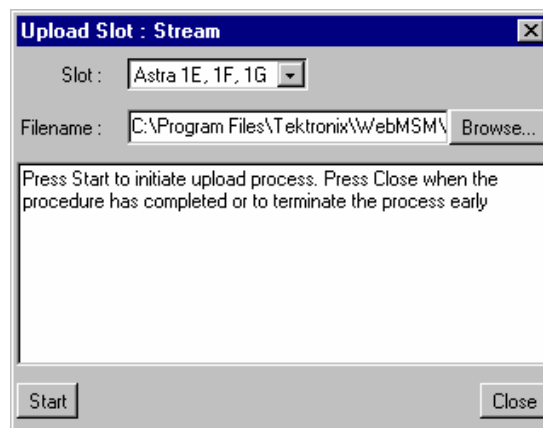 Upload Slot : Stream
Slot : Astra 1E, 1F, 1G
Filename : C:\Program Files\Tektronix\WebMSM\ Browse...
Press Start to initiate upload process. Press Close when the
procedure has completed or to terminate the process early
Start Close